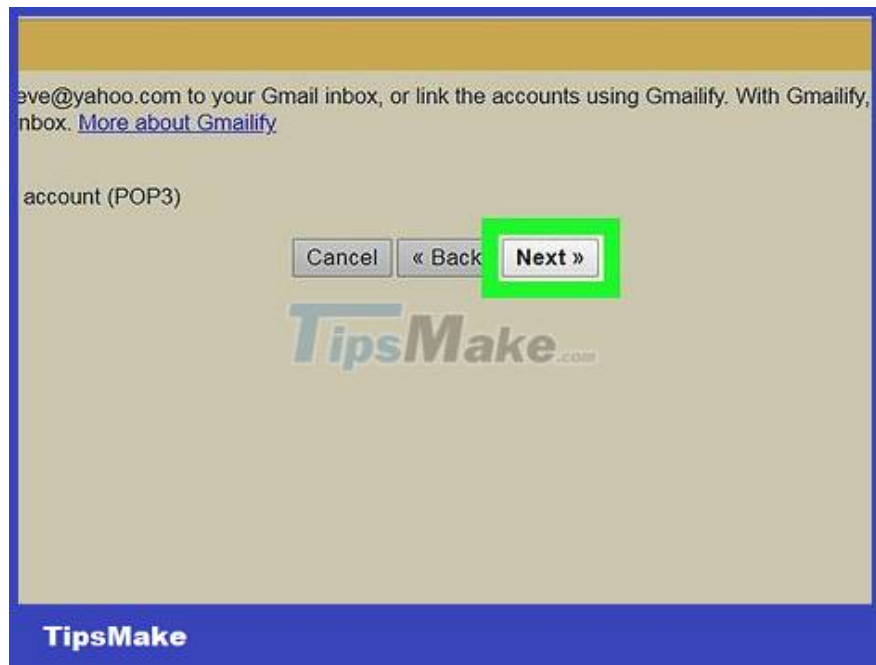 eve@yahoo.com to your Gmail inbox, or link the accounts using Gmailify. With Gmailify,
nbox. More about Gmailify
account (POP3)
Cancel « Back Next »
TipsMake.com
TipsMake